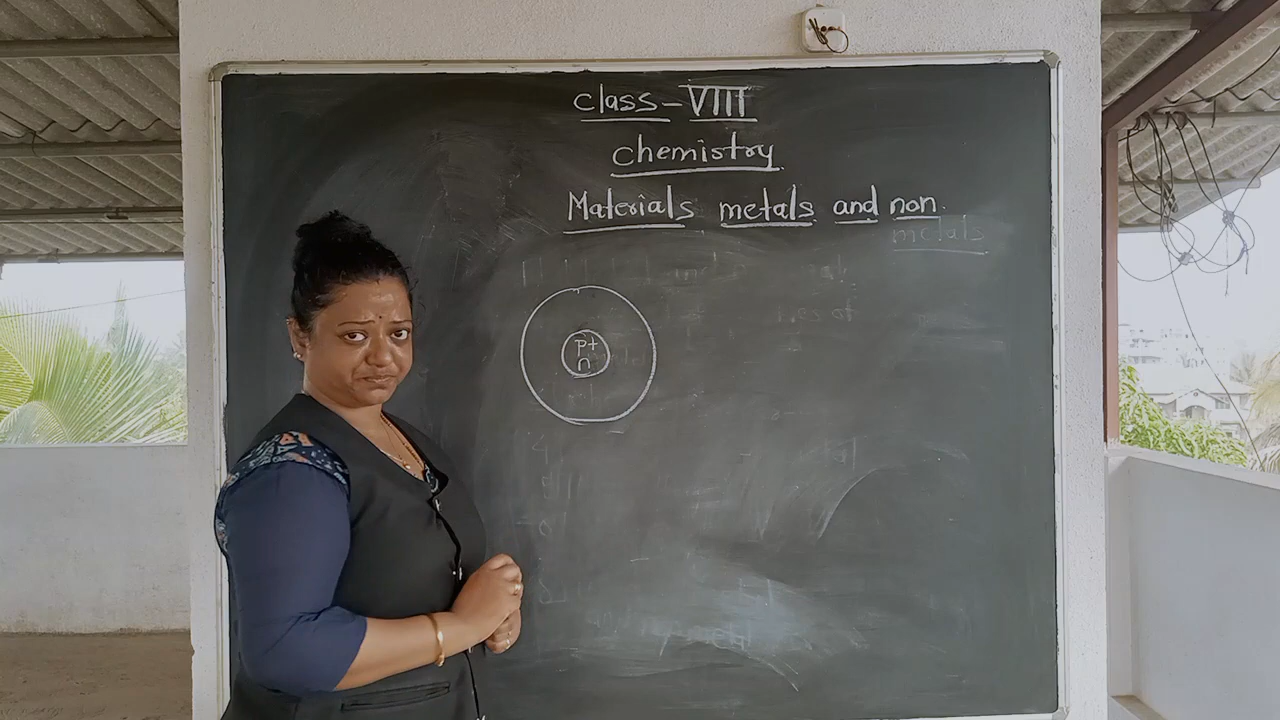 class - VIII
chemistry
Materials metals and non
metals
p+
n